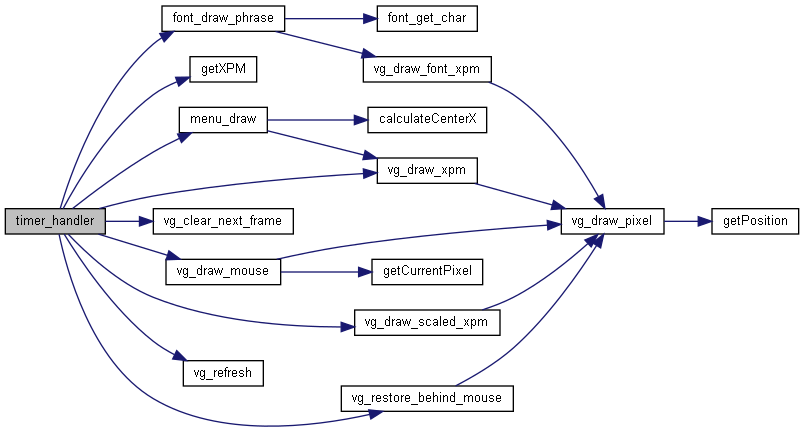 font_draw_phrase
font_get_char
getXPM
vg_draw_font_xpm
menu_draw
calculateCenterX
vg_draw_xpm
timer_handler
vg_clear_next_frame
vg_draw_pixel
getPosition
vg_draw_mouse
getCurrentPixel
vg_draw_scaled_xpm
vg_refresh
vg_restore_behind_mouse